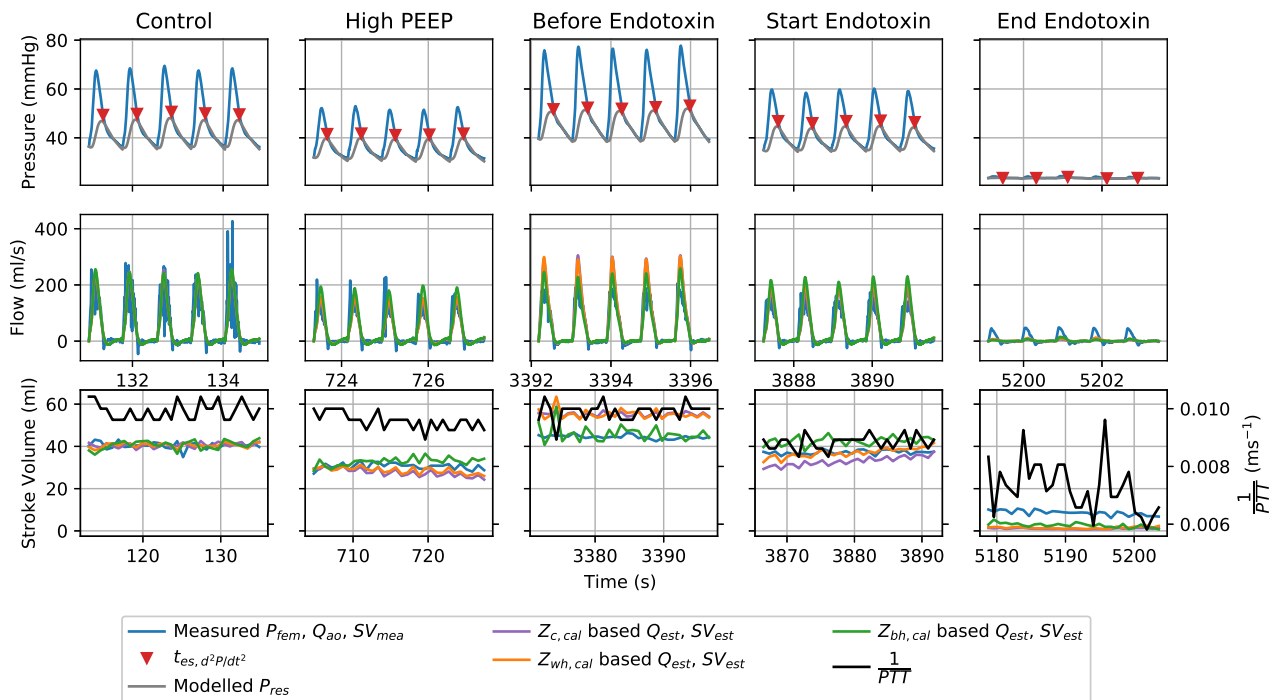 Control High PEEP Before Endotoxin Start Endotoxin End Endotoxin
Pressure (mmHg)
80
60
40
Flow (ml/s)
400
200
0
132 134 724 726 3392 3394 3396 3888 3890 5200 5202
Stroke Volume (ml)
60
40
20
0
0.010
0.008
0.006
1/PTT (ms⁻¹)
120 130 710 720 3380 3390 3870 3880 3890 5180 5190 5200
Time (s)
Measured P_fem, Q_ao, SV_mea
t_es, d²P/dt²
Modelled P_res
Z_c,cal based Q_est, SV_est
Z_wh,cal based Q_est, SV_est
Z_bh,cal based Q_est, SV_est
1/PTT